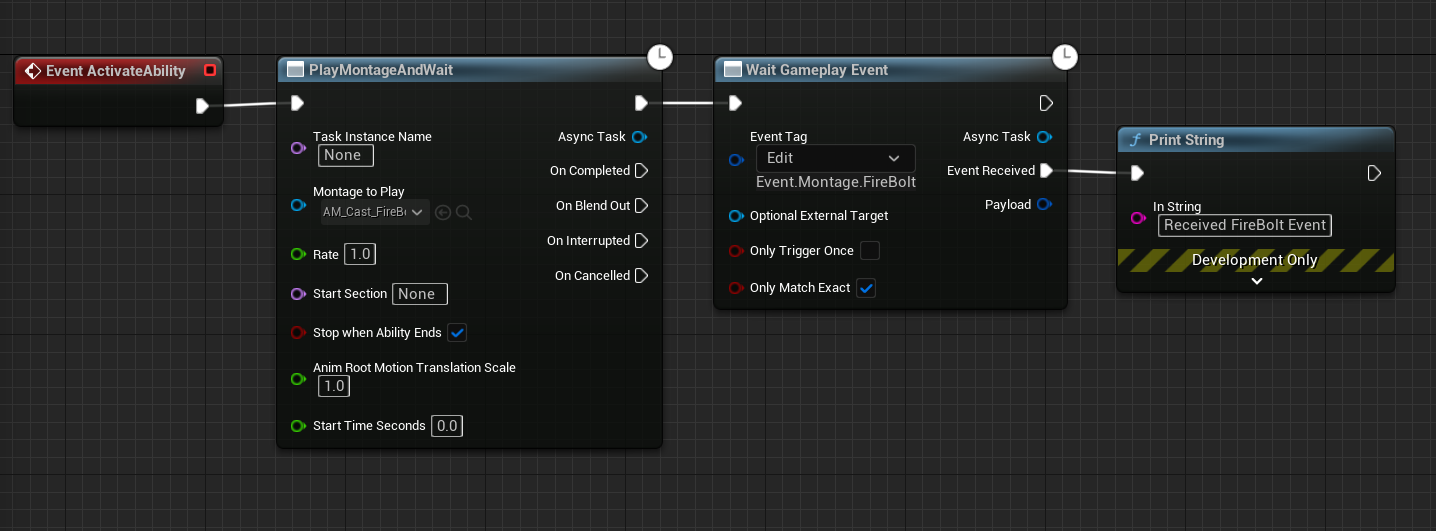 Event ActivateAbility
PlayMontageAndWait
Task Instance Name
None
Async Task
On Completed
Montage to Play
On Blend Out
Rate 1.0
On Interrupted
Start Section None
On Cancelled
Stop when Ability Ends
Anim Root Motion Translation Scale
1.0
Start Time Seconds 0.0
Wait Gameplay Event
Event Tag
Edit
Event.Montage.FireBolt
Async Task
Event Received
Payload
Optional External Target
Only Trigger Once
Only Match Exact
f Print String
In String
Received FireBolt Event
Development Only